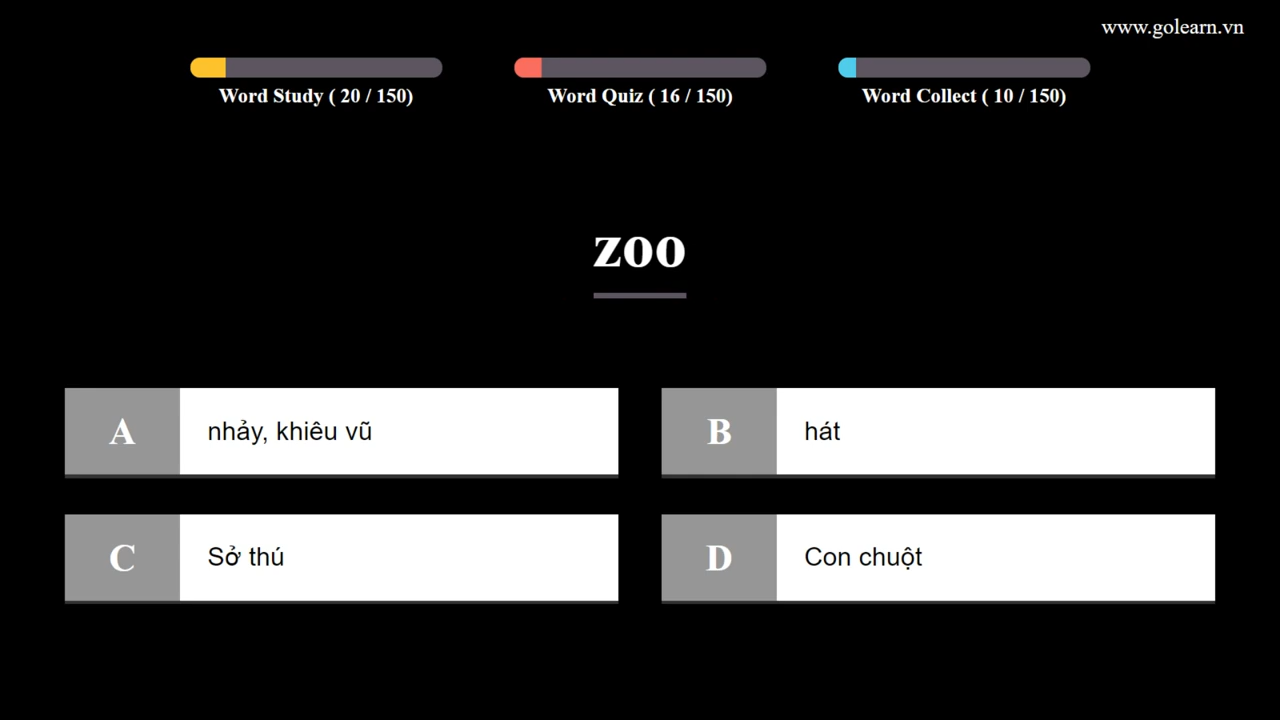 www.golearn.vn
Word Study ( 20 / 150)
Word Quiz ( 16 / 150)
Word Collect ( 10 / 150)
zoo
A nhảy, khiêu vũ
B hát
C Sở thú
D Con chuột